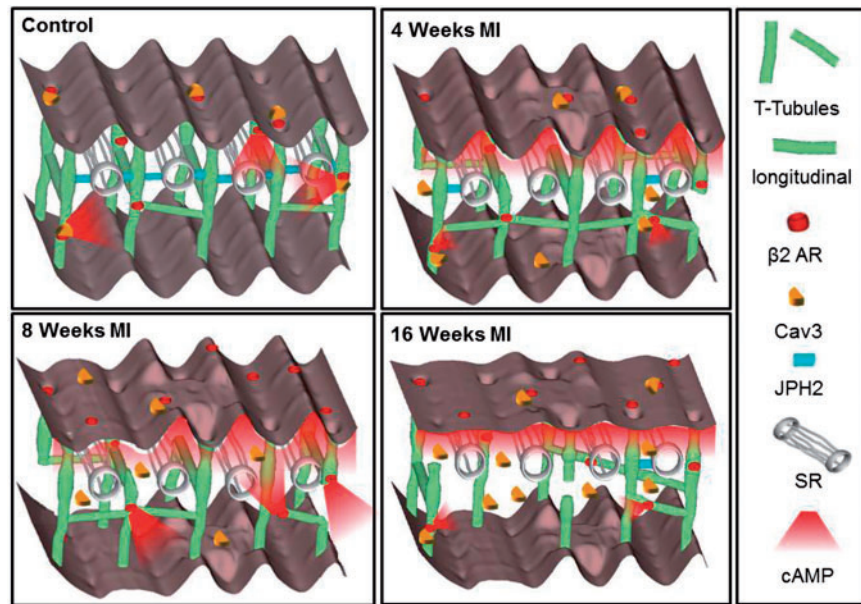 Control
4 Weeks MI
8 Weeks MI
16 Weeks MI
T-Tubules
longitudinal
β2 AR
Cav3
JPH2
SR
cAMP